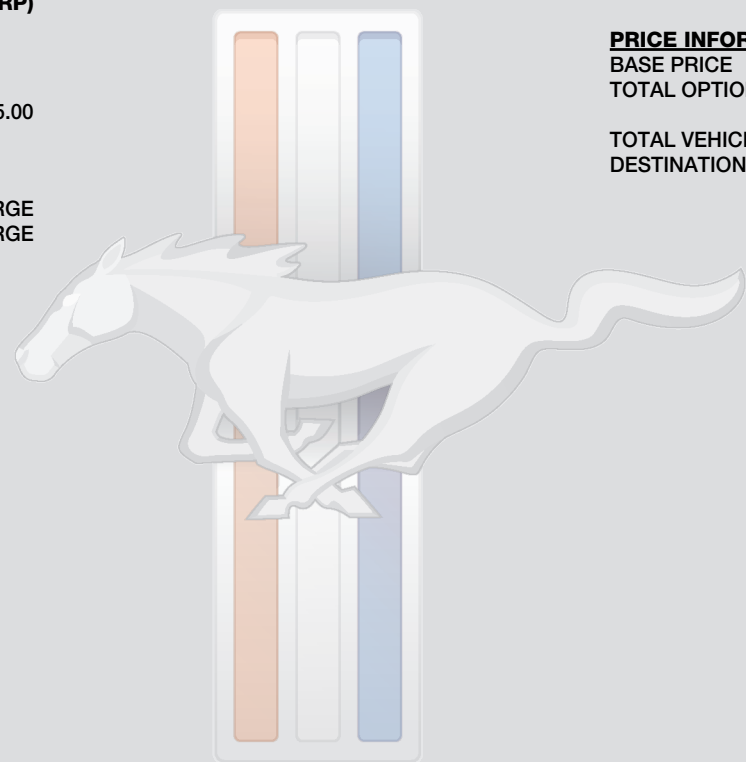 RP)
5.00
RGE
RGE
PRICE INFOR
BASE PRICE
TOTAL OPTIO
TOTAL VEHICL
DESTINATION